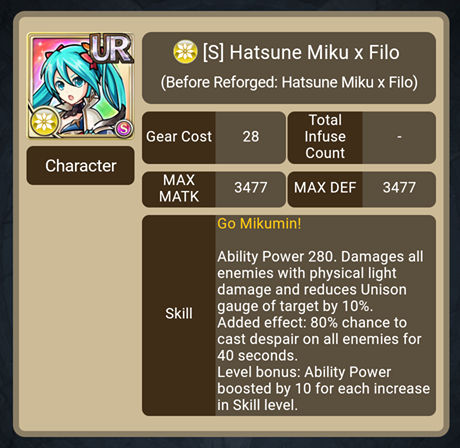 UR
[S] Hatsune Miku x Filo
(Before Reforged: Hatsune Miku x Filo)
S
Character
Gear Cost
28
Total
Infuse
Count
-
MAX
MATK
3477
MAX DEF
3477
Skill
Go Mikumin!
Ability Power 280. Damages all
enemies with physical light
damage and reduces Unison
gauge of target by 10%.
Added effect: 80% chance to
cast despair on all enemies for
40 seconds.
Level bonus: Ability Power
boosted by 10 for each increase
in Skill level.